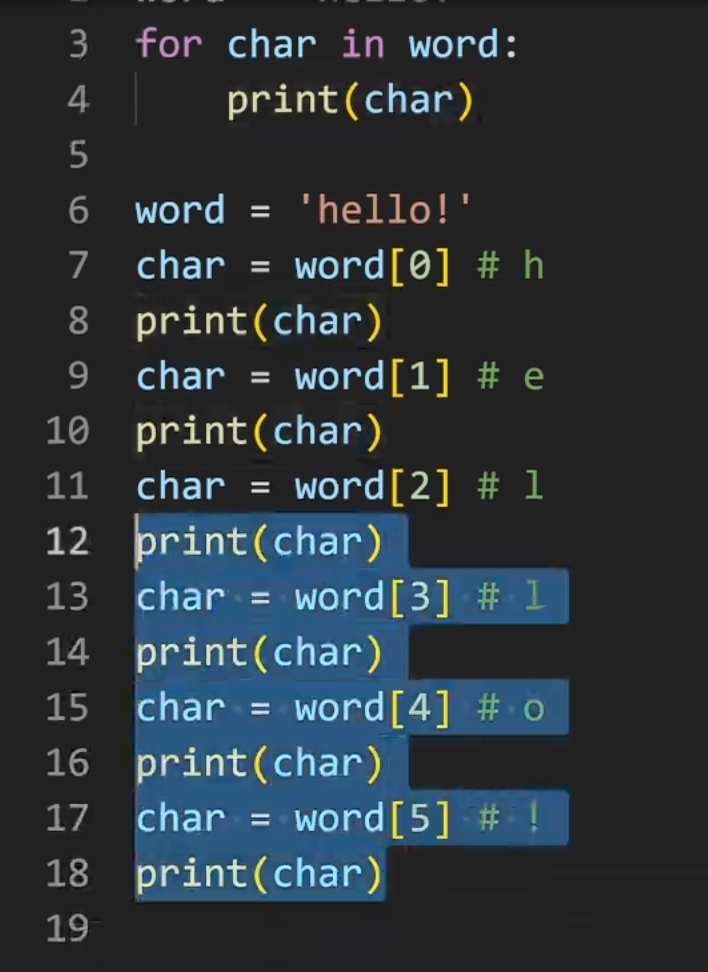 3 for char in word:
4     print(char)
5
6 word = 'hello!'
7 char = word[0] # h
8 print(char)
9 char = word[1] # e
10 print(char)
11 char = word[2] # l
12 print(char)
13 char = word[3] # l
14 print(char)
15 char = word[4] # o
16 print(char)
17 char = word[5] # !
18 print(char)
19